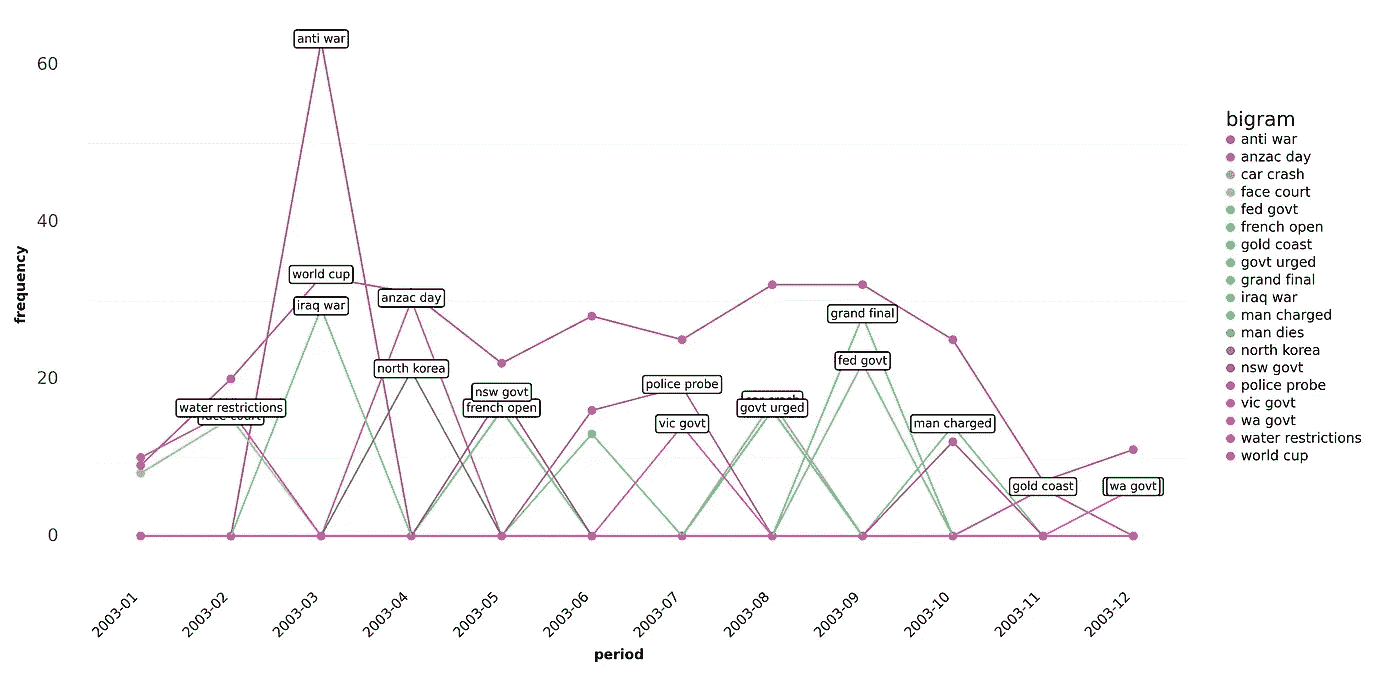 anti war
60
bigram
anti war
anzac day
car crash
face court
fed govt
french open
gold coast
govt urged
grand final
iraq war
man charged
man dies
north korea
nsw govt
police probe
vic govt
wa govt
water restrictions
world cup
40
frequency
world cup
anzac day
iraq war
grand final
north korea
fed govt
20
police probe
nsw govt
car crash
water restrictions
french open
govt urged
face court
vic govt
man charged
gold coast
wa govt
0
2003-01
2003-02
2003-03
2003-04
2003-05
2003-06
2003-07
2003-08
2003-09
2003-10
2003-11
2003-12
period